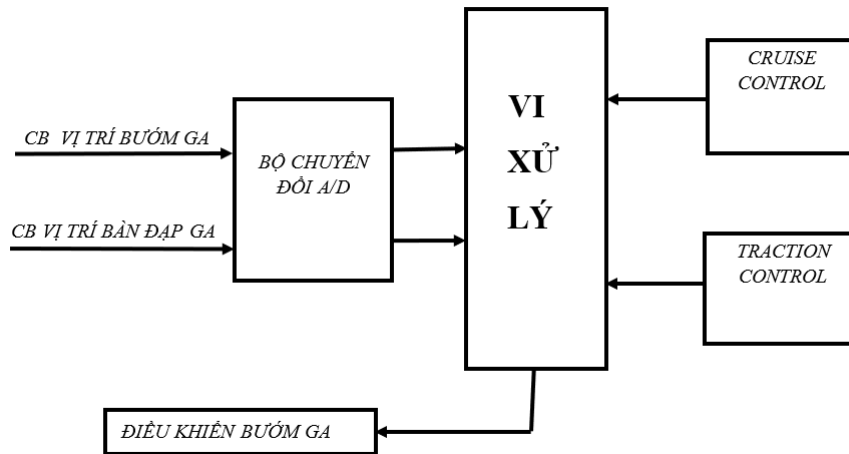 CB VỊ TRÍ BƯỚM GA
CB VỊ TRÍ BÀN ĐẠP GA
BỘ CHUYỂN
ĐỔI A/D
VI
XỬ
LÝ
CRUISE
CONTROL
TRACTION
CONTROL
ĐIỀU KHIỂN BƯỚM GA